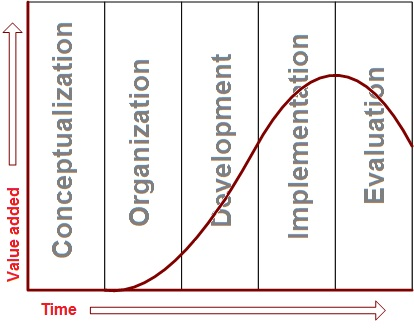 Conceptualization
Organization
Development
Implementation
Evaluation
Value added
Time